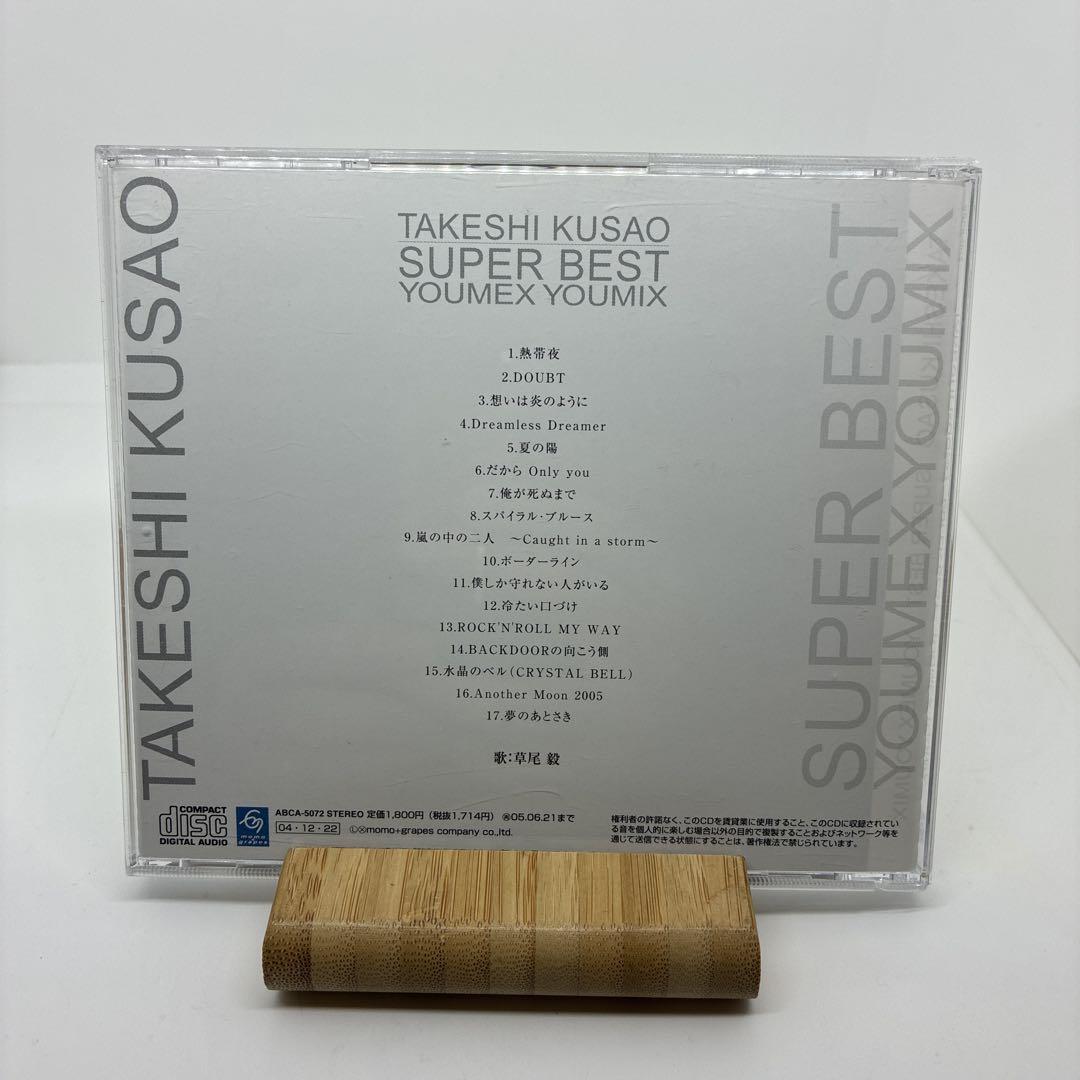 TAKESHI KUSAO
TAKESHI KUSAO
SUPER BEST
YOUMEX YOUMIX
1.熱帯夜
2.DOUBT
3.想いは炎のように
4.Dreamless Dreamer
5.夏の陽
6.だから Only you
7.俺が死ぬまで
8.スパイラル・ブルース
9.嵐の中の二人 ～Caught in a storm～
10.ボーダーライン
11.僕しか守れない人がいる
12.冷たい口づけ
13.ROCK'N'ROLL MY WAY
14.BACKDOORの向こう側
15.水晶のベル(CRYSTAL BELL)
16.Another Moon 2005
17.夢のあとさき
歌:草尾 毅
SUPER BEST
YOUMEX YOUMIX
COMPACT
disc
DIGITAL AUDIO
momo
grapes
ABCA-5072 STEREO 定価1,800円 (税抜1,714円) 再05.06.21まで
04・12・22 Ⓛⓧmomo+grapes company co.,ltd.
権利者の許諾なく、このCDを賃貸業に使用すること、このCDに収録されてい
る音を個人的に楽しむ場合以外の目的で複製することおよびネットワーク等を
通じて送信できる状態にすることは、著作権法で禁じられています。